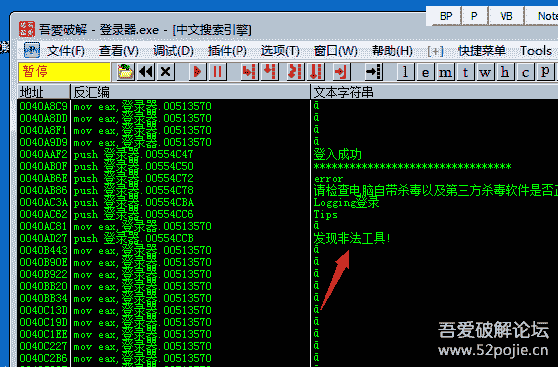 BP P VB Note
吾爱破解 - 登录器.exe - [中文搜索引擎]
文件(F) 查看(V) 调试(D) 插件(P) 选项(T) 窗口(W) 帮助(H) [+] 快捷菜单 Tools
暂停 l e m t w h c p
地址 反汇编 文本字符串
0040A8C9 mov eax,登录器.00513570 ā
0040A8DD mov eax,登录器.00513570 ā
0040A8F1 mov eax,登录器.00513570 ā
0040A9D9 mov eax,登录器.00513570 ā
0040AAF2 push 登录器.00554C47 登入成功
0040AB0F push 登录器.00554C50 ********************************
0040AB6E push 登录器.00554C72 error
0040AB86 push 登录器.00554C78 请检查电脑自带杀毒以及第三方杀毒软件是否正
0040AC3A push 登录器.00554CBA Logging登录
0040AC62 push 登录器.00554CC6 Tips
0040AC81 mov eax,登录器.00513570 ā
0040AD27 push 登录器.00554CCB 发现非法工具!
0040B443 mov eax,登录器.00513570 ā
0040B90E mov eax,登录器.00513570 ā
0040B922 mov eax,登录器.00513570 ā
0040BB20 mov eax,登录器.00513570 ā
0040BB34 mov eax,登录器.00513570 ā
0040C13D mov eax,登录器.00513570 ā
0040C19D mov eax,登录器.00513570 ā
0040C1EE mov eax,登录器.00513570 ā
0040C227 mov eax,登录器.00513570 ā
0040C2B6 mov eax,登录器.00513570 ā
吾爱破解论坛
www.52pojie.cn